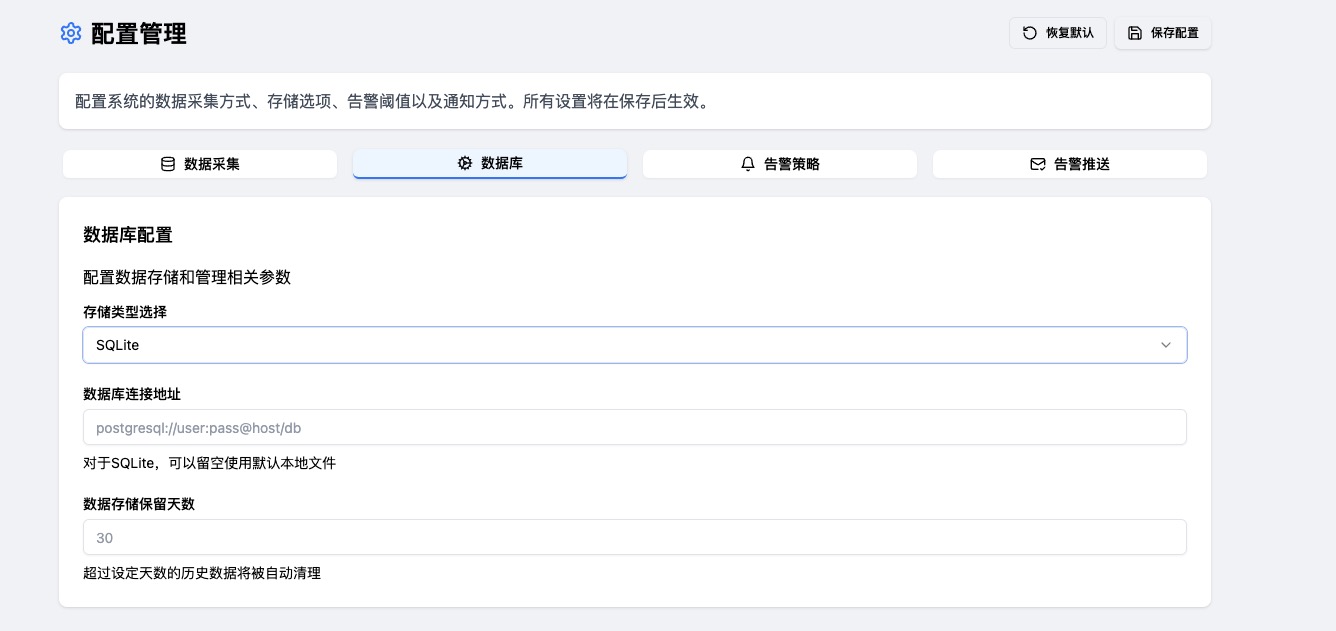 配置管理
恢复默认
保存配置
配置系统的数据采集方式、存储选项、告警阈值以及通知方式。所有设置将在保存后生效。
数据采集
数据库
告警策略
告警推送
数据库配置
配置数据存储和管理相关参数
存储类型选择
SQLite
数据库连接地址
postgresql://user:pass@host/db
对于SQLite，可以留空使用默认本地文件
数据存储保留天数
30
超过设定天数的历史数据将被自动清理